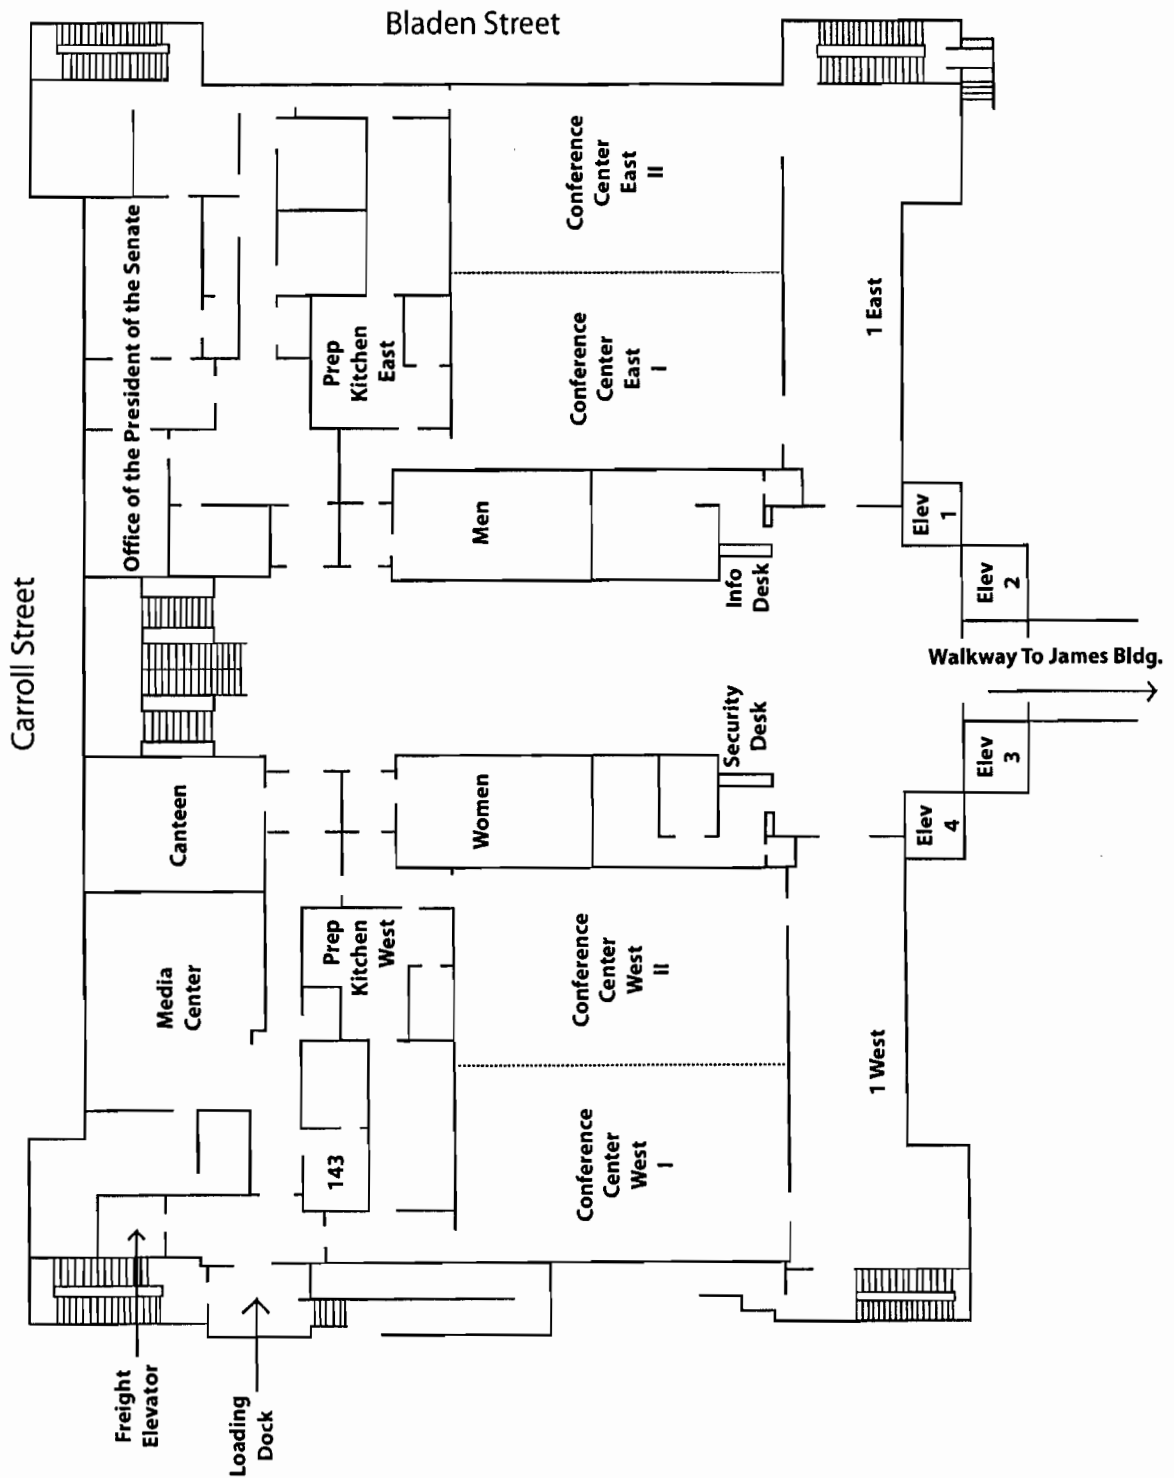 Bladen Street
Carroll Street
Office of the President of the Senate
Conference
Center
East
II
Conference
Center
East
I
Prep
Kitchen
East
1 East
Men
Info
Desk
Elev
1
Elev
2
Walkway To James Bldg.
Security
Desk
Elev
3
Elev
4
Canteen
Women
Media
Center
Prep
Kitchen
West
Conference
Center
West
II
Conference
Center
West
I
1 West
143
Freight
Elevator
Loading
Dock